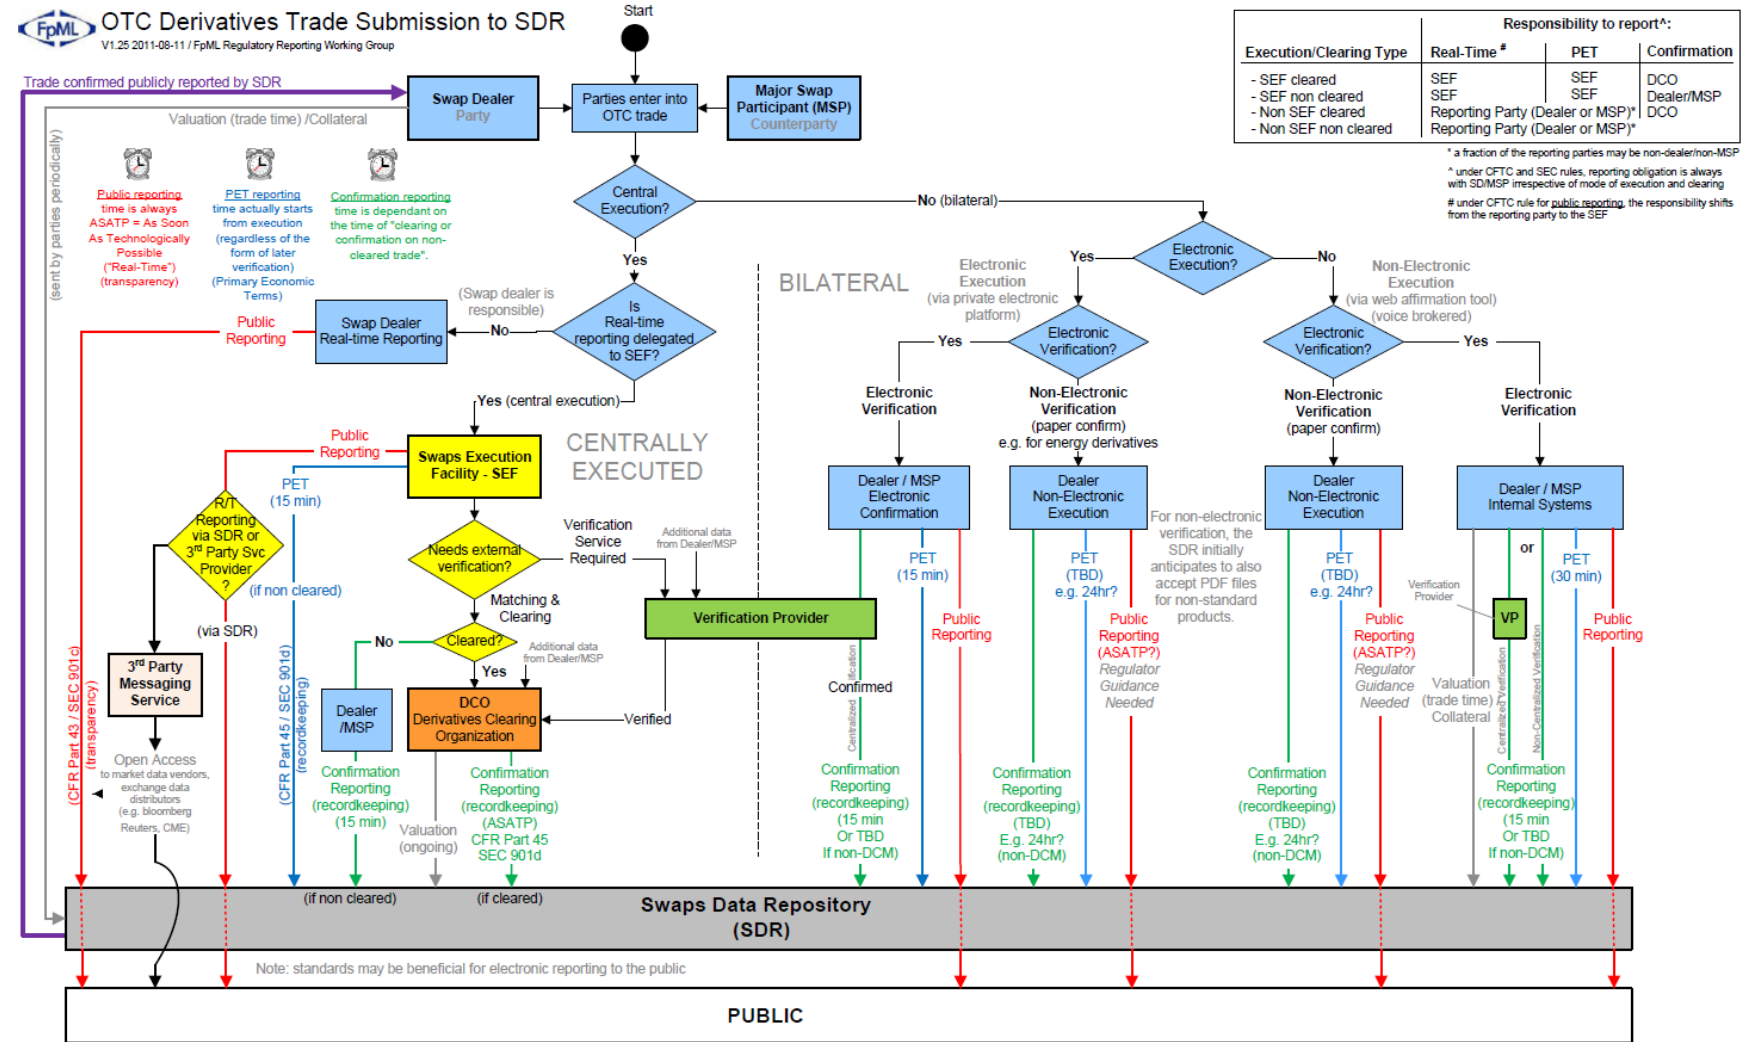 FpML
OTC Derivatives Trade Submission to SDR
V1.25 2011-08-11 / FpML Regulatory Reporting Working Group
Start
Responsibility to report^:
Execution/Clearing Type
Real-Time #
PET
Confirmation
- SEF cleared
SEF
SEF
DCO
- SEF non cleared
SEF
SEF
Dealer/MSP
- Non SEF cleared
Reporting Party (Dealer or MSP)*
DCO
- Non SEF non cleared
Reporting Party (Dealer or MSP)*
* a fraction of the reporting parties may be non-dealer/non-MSP
^ under CFTC and SEC rules, reporting obligation is always
with SD/MSP irrespective of mode of execution and clearing
# under CFTC rule for public reporting, the responsibility shifts
from the reporting party to the SEF
Trade confirmed publicly reported by SDR
Swap Dealer
Party
Parties enter into
OTC trade
Major Swap
Participant (MSP)
Counterparty
Valuation (trade time) /Collateral
(sent by parties periodically)
Public reporting
time is always
ASATP = As Soon
As Technologically
Possible
("Real-Time")
(transparency)
PET reporting
time actually starts
from execution
(regardless of the
form of later
verification)
(Primary Economic
Terms)
Confirmation reporting
time is dependant on
the time of "clearing or
confirmation on non-
cleared trade".
Central
Execution?
No (bilateral)
Yes
Electronic
Execution?
Yes
No
BILATERAL
Electronic
Execution
(via private electronic
platform)
Non-Electronic
Execution
(via web affirmation tool)
(voice brokered)
(Swap dealer is
responsible)
Is
Real-time
reporting delegated
to SEF?
No
Swap Dealer
Real-time Reporting
Public
Reporting
Electronic
Verification?
Yes
Electronic
Verification?
Yes
Electronic
Verification
Non-Electronic
Verification
(paper confirm)
e.g. for energy derivatives
Non-Electronic
Verification
(paper confirm)
Electronic
Verification
Yes (central execution)
CENTRALLY
EXECUTED
Public
Reporting
Swaps Execution
Facility - SEF
PET
(15 min)
Dealer / MSP
Electronic
Confirmation
Dealer
Non-Electronic
Execution
Dealer
Non-Electronic
Execution
Dealer / MSP
Internal Systems
R/T
Reporting
via SDR or
3rd Party Svc
Provider
?
(if non cleared)
(via SDR)
Needs external
verification?
Verification
Service
Required
Additional data
from Dealer/MSP
Matching &
Clearing
Verification Provider
PET
(15 min)
Public
Reporting
PET
(TBD)
e.g. 24hr?
Public
Reporting
(ASATP?)
Regulator
Guidance
Needed
For non-electronic
verification, the
SDR initially
anticipates to also
accept PDF files
for non-standard
products.
PET
(TBD)
e.g. 24hr?
Public
Reporting
(ASATP?)
Regulator
Guidance
Needed
or
Verification
Provider
VP
PET
(30 min)
Public
Reporting
Valuation
(trade time) /
Collateral
Centralized Verification
Non-Centralized Verification
Cleared?
No
Yes
Additional data
from Dealer/MSP
3rd Party
Messaging
Service
Dealer
/MSP
DCO
Derivatives Clearing
Organization
Verified
Confirmed
Centralized
(CFR Part 43 / SEC 901c)
(transparency)
(CFR Part 45 / SEC 901d)
(recordkeeping)
Open Access
to market data vendors,
exchange data
distributors
(e.g. bloomberg
Reuters, CME)
Confirmation
Reporting
(recordkeeping)
(15 min)
Valuation
(ongoing)
Confirmation
Reporting
(recordkeeping)
(ASATP)
CFR Part 45
SEC 901d
Confirmation
Reporting
(recordkeeping)
(15 min
Or TBD
If non-DCM)
Confirmation
Reporting
(recordkeeping)
(TBD)
E.g. 24hr?
(non-DCM)
Confirmation
Reporting
(recordkeeping)
(TBD)
E.g. 24hr?
(non-DCM)
Confirmation
Reporting
(recordkeeping)
(15 min
Or TBD
If non-DCM)
(if non cleared)
(if cleared)
Swaps Data Repository
(SDR)
Note: standards may be beneficial for electronic reporting to the public
PUBLIC